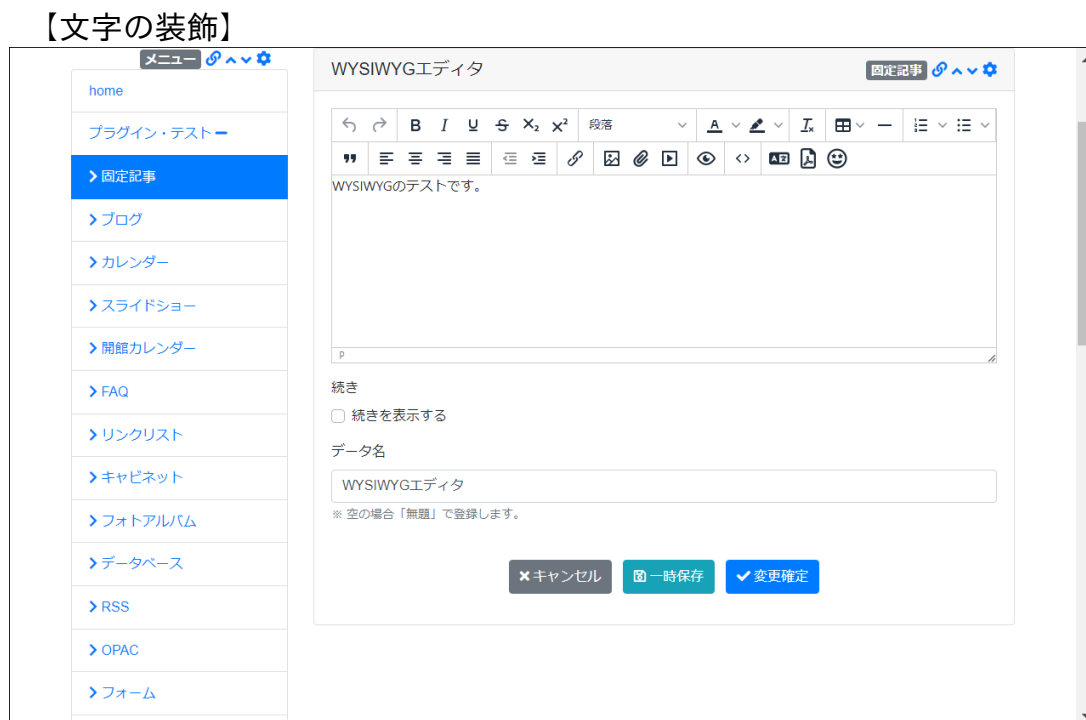 【文字の装飾】
メニュー
home
プラグイン・テスト
固定記事
ブログ
カレンダー
スライドショー
開館カレンダー
FAQ
リンクリスト
キャビネット
フォトアルバム
データベース
RSS
OPAC
フォーム
WYSIWYGエディタ
固定記事
B I U S X₂ X² 段落 A Tx
WYSIWYGのテストです。
p
続き
続きを表示する
データ名
WYSIWYGエディタ
※ 空の場合「無題」で登録します。
キャンセル 一時保存 変更確定